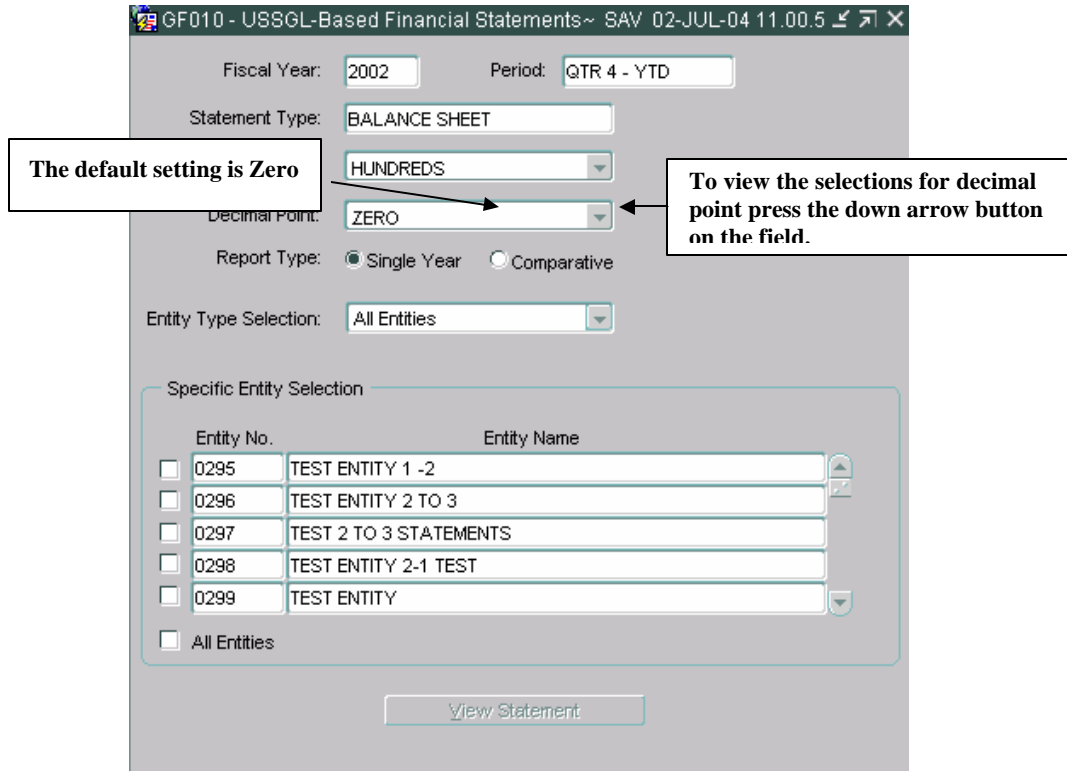 GF010 - USSGL-Based Financial Statements~ SAV 02-JUL-04 11.00.5
Fiscal Year: 2002 Period: QTR 4 - YTD
Statement Type: BALANCE SHEET
HUNDREDS
The default setting is Zero
To view the selections for decimal
point press the down arrow button
on the field.
Decimal Point: ZERO
Report Type: Single Year Comparative
Entity Type Selection: All Entities
Specific Entity Selection
Entity No. Entity Name
0295 TEST ENTITY 1 -2
0296 TEST ENTITY 2 TO 3
0297 TEST 2 TO 3 STATEMENTS
0298 TEST ENTITY 2-1 TEST
0299 TEST ENTITY
All Entities
View Statement